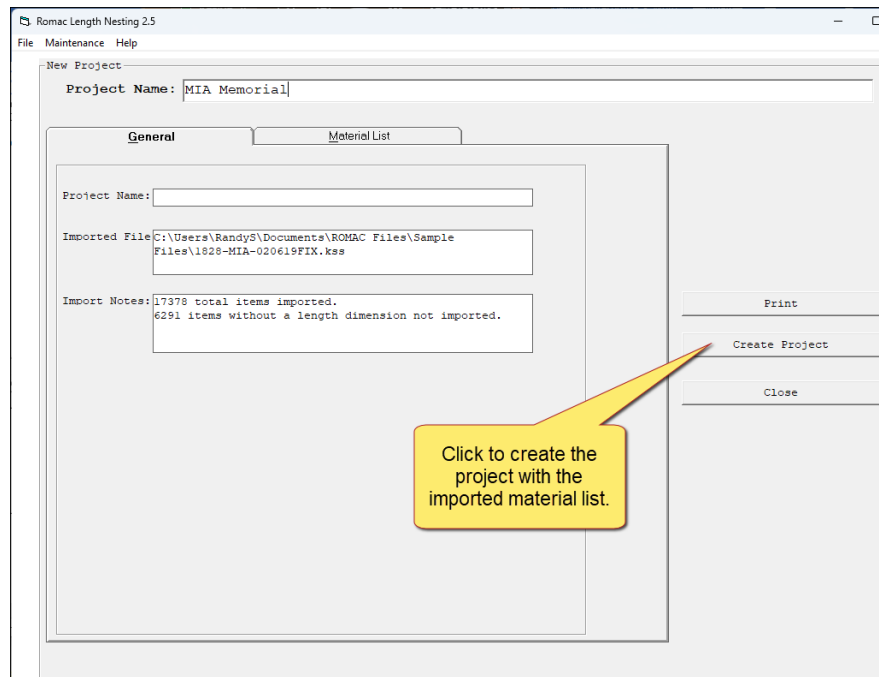 Romac Length Nesting 2.5
File Maintenance Help
New Project
Project Name: MIA Memorial
General Material List
Project Name:
Imported File C:\Users\RandyS\Documents\ROMAC Files\Sample
Files\1828-MIA-020619FIX.kss
Import Notes: 17378 total items imported.
6291 items without a length dimension not imported.
Print
Create Project
Close
Click to create the
project with the
imported material list.